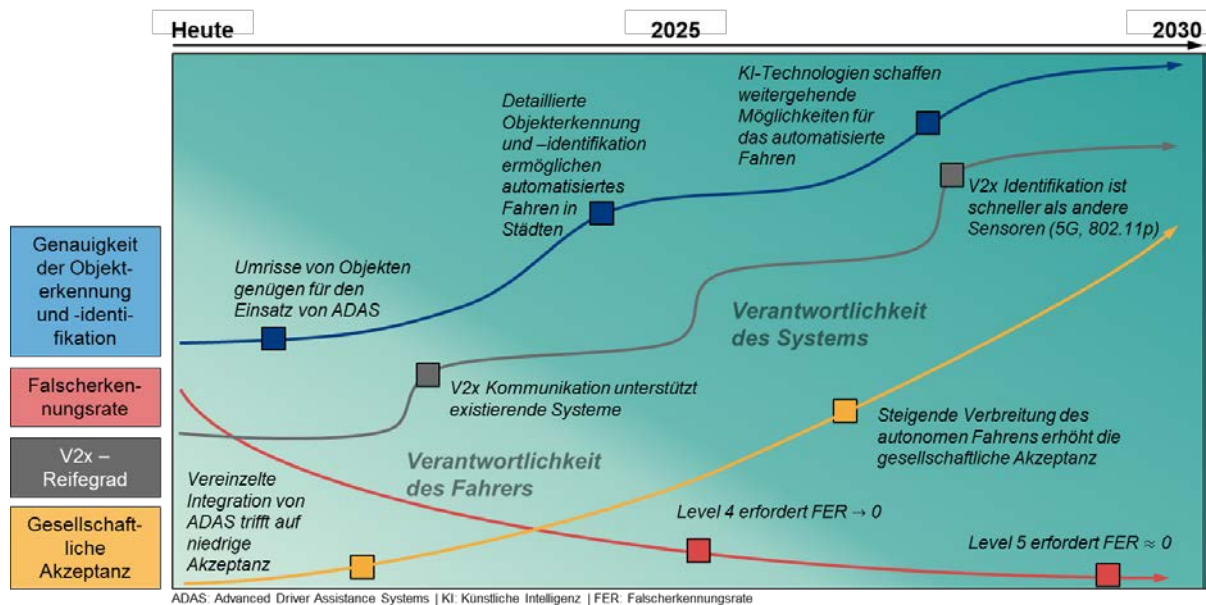 Heute
2025
2030
KI-Technologien schaffen
weitergehende
Möglichkeiten für
das automatisierte
Fahren
Detaillierte
Objekterkennung
und –identifikation
ermöglichen
automatisiertes
Fahren in
Städten
V2x Identifikation ist
schneller als andere
Sensoren (5G, 802.11p)
Genauigkeit
der Objekt-
erkennung
und -identi-
fikation
Umrisse von Objekten
genügen für den
Einsatz von ADAS
Verantwortlichkeit
des Systems
Falscherken-
nungsrate
V2x Kommunikation unterstützt
existierende Systeme
Steigende Verbreitung des
autonomen Fahrens erhöht die
gesellschaftliche Akzeptanz
V2x –
Reifegrad
Verantwortlichkeit
des Fahrers
Vereinzelte
Integration von
ADAS trifft auf
niedrige
Akzeptanz
Gesellschaft-
liche
Akzeptanz
Level 4 erfordert FER → 0
Level 5 erfordert FER ≈ 0
ADAS: Advanced Driver Assistance Systems | KI: Künstliche Intelligenz | FER: Falscherkennungsrate